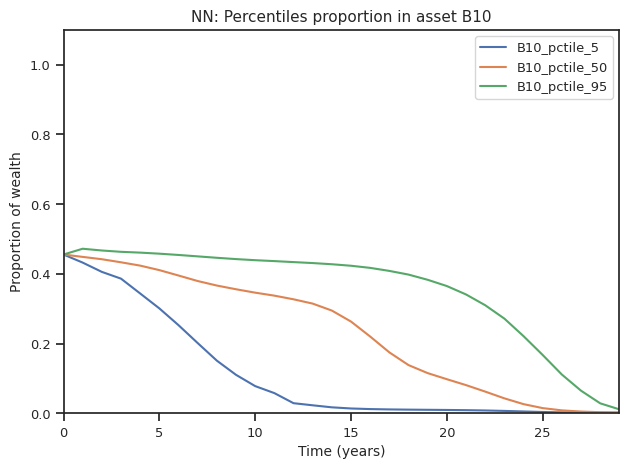 NN: Percentiles proportion in asset B10
B10_pctile_5
B10_pctile_50
B10_pctile_95
Proportion of wealth
1.0
0.8
0.6
0.4
0.2
0.0
0 5 10 15 20 25
Time (years)